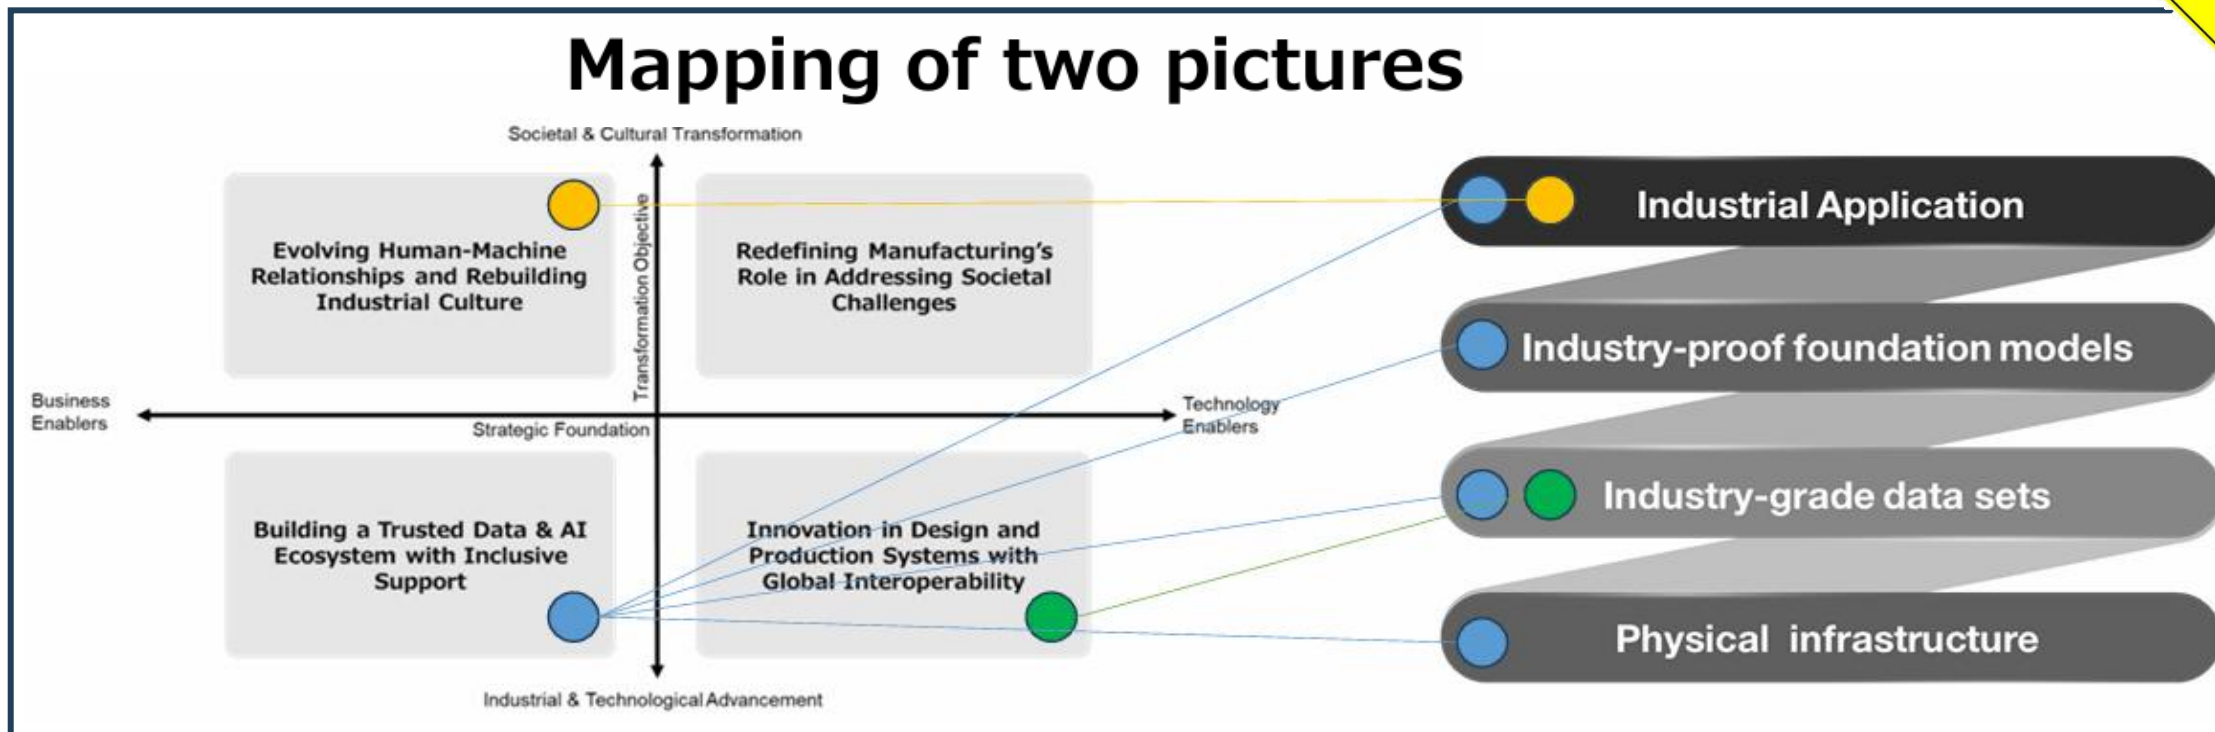 Mapping of two pictures
Societal & Cultural Transformation
Evolving Human-Machine
Relationships and Rebuilding
Industrial Culture
Transformation Objective
Redefining Manufacturing's
Role in Addressing Societal
Challenges
Business
Enablers
Strategic Foundation
Technology
Enablers
Building a Trusted Data & AI
Ecosystem with Inclusive
Support
Innovation in Design and
Production Systems with
Global Interoperability
Industrial & Technological Advancement
Industrial Application
Industry-proof foundation models
Industry-grade data sets
Physical infrastructure